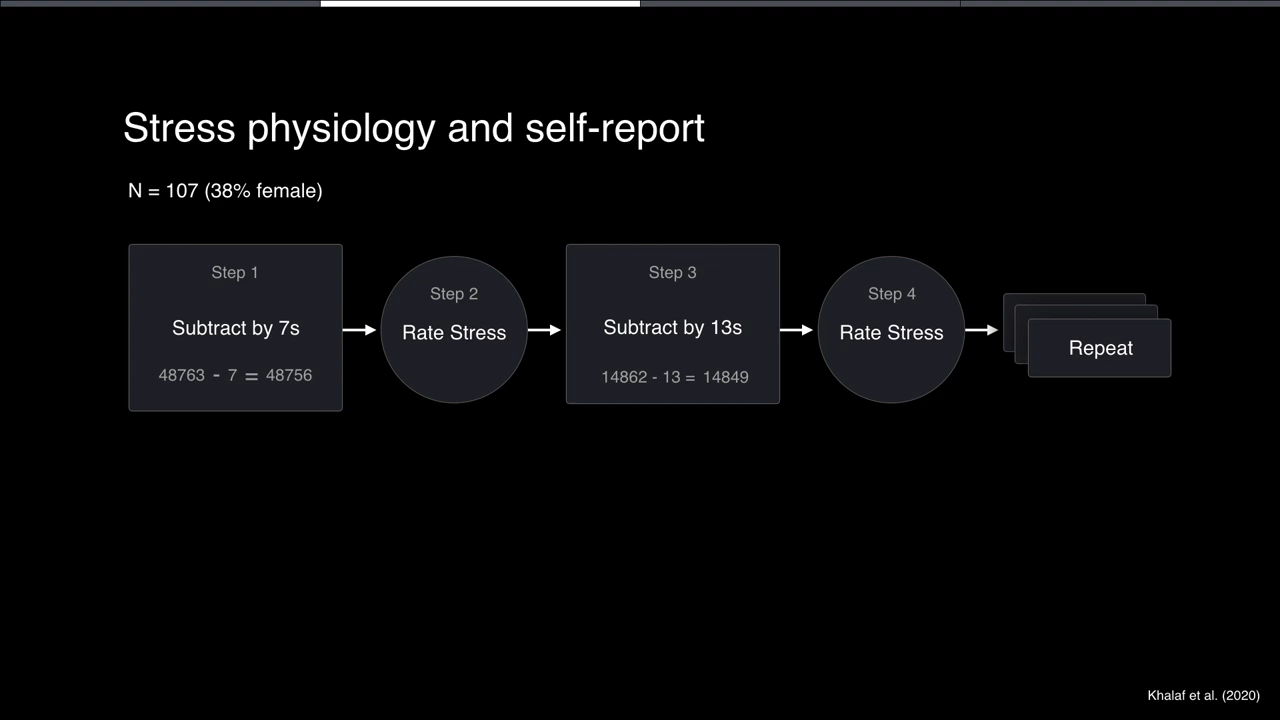 Stress physiology and self-report
N = 107 (38% female)
Step 1
Subtract by 7s
48763 - 7 = 48756
Step 2
Rate Stress
Step 3
Subtract by 13s
14862 - 13 = 14849
Step 4
Rate Stress
Repeat
Khalaf et al. (2020)